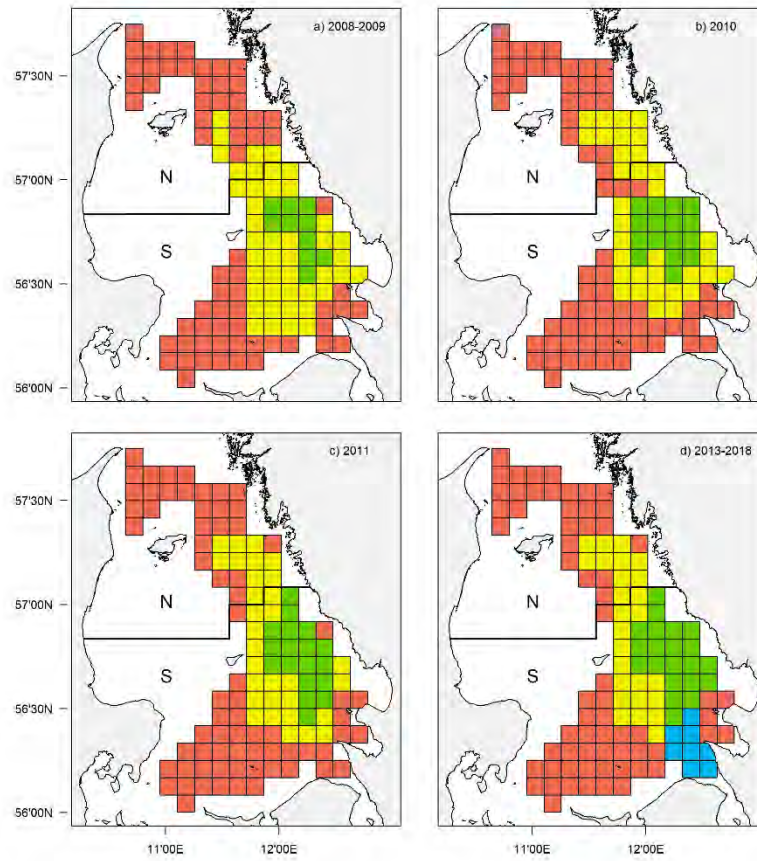 a) 2008-2009
b) 2010
57'30N
57'00N
56'30N
56'00N
N
S
N
S
c) 2011
d) 2013-2018
57'30N
57'00N
56'30N
56'00N
N
S
N
S
11'00E
12'00E
11'00E
12'00E